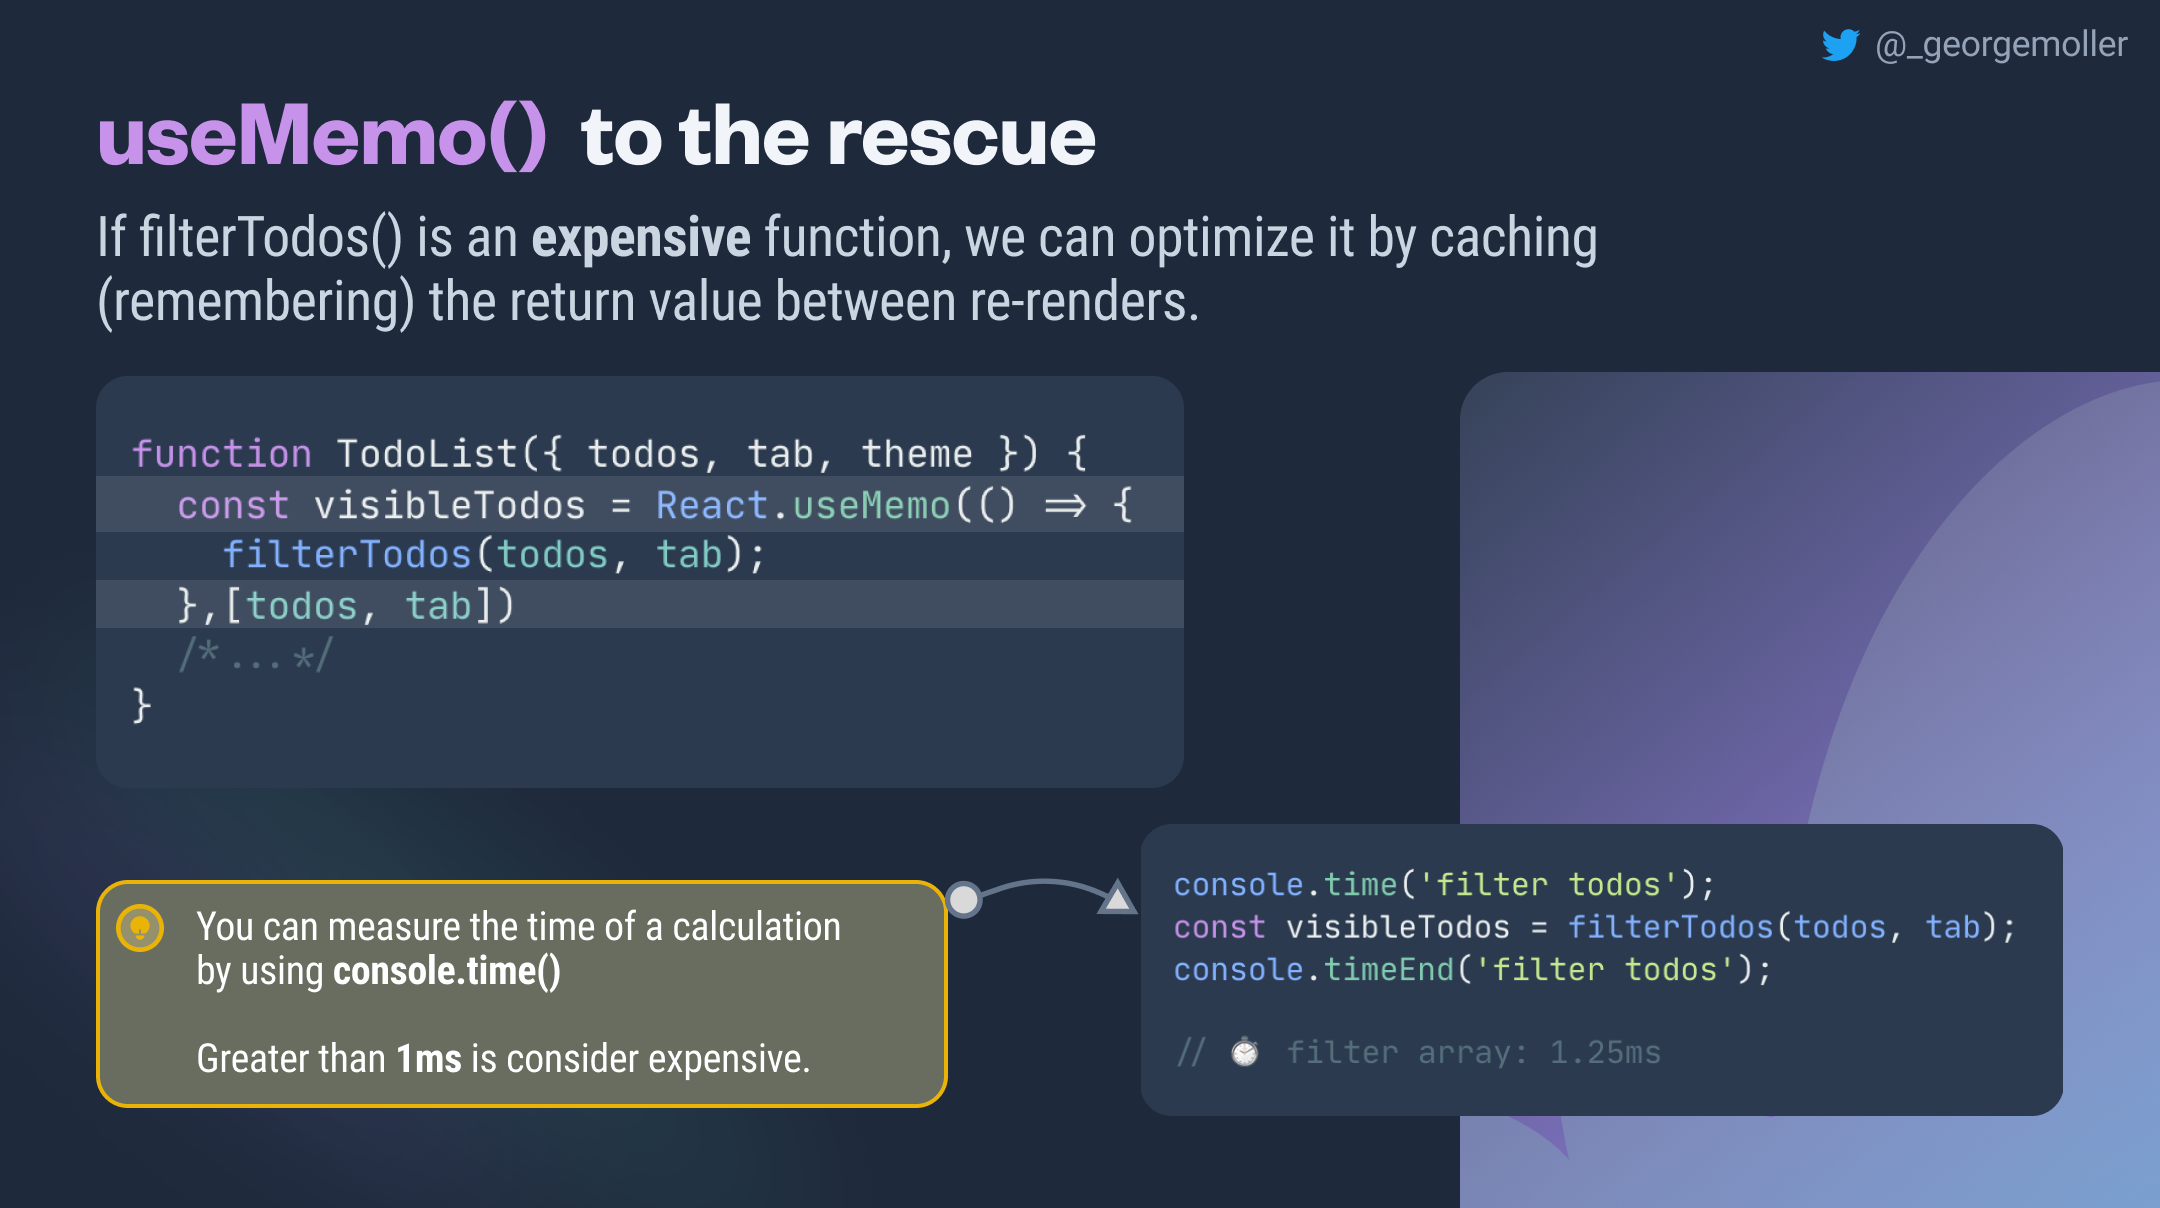 @_georgemoller
useMemo() to the rescue
If filterTodos() is an expensive function, we can optimize it by caching
(remembering) the return value between re-renders.
function TodoList({ todos, tab, theme }) {
  const visibleTodos = React.useMemo(() => {
    filterTodos(todos, tab);
  },[todos, tab])
  /*...*/
}
You can measure the time of a calculation
by using console.time()
Greater than 1ms is consider expensive.
console.time('filter todos');
const visibleTodos = filterTodos(todos, tab);
console.timeEnd('filter todos');
// ⏱️ filter array: 1.25ms